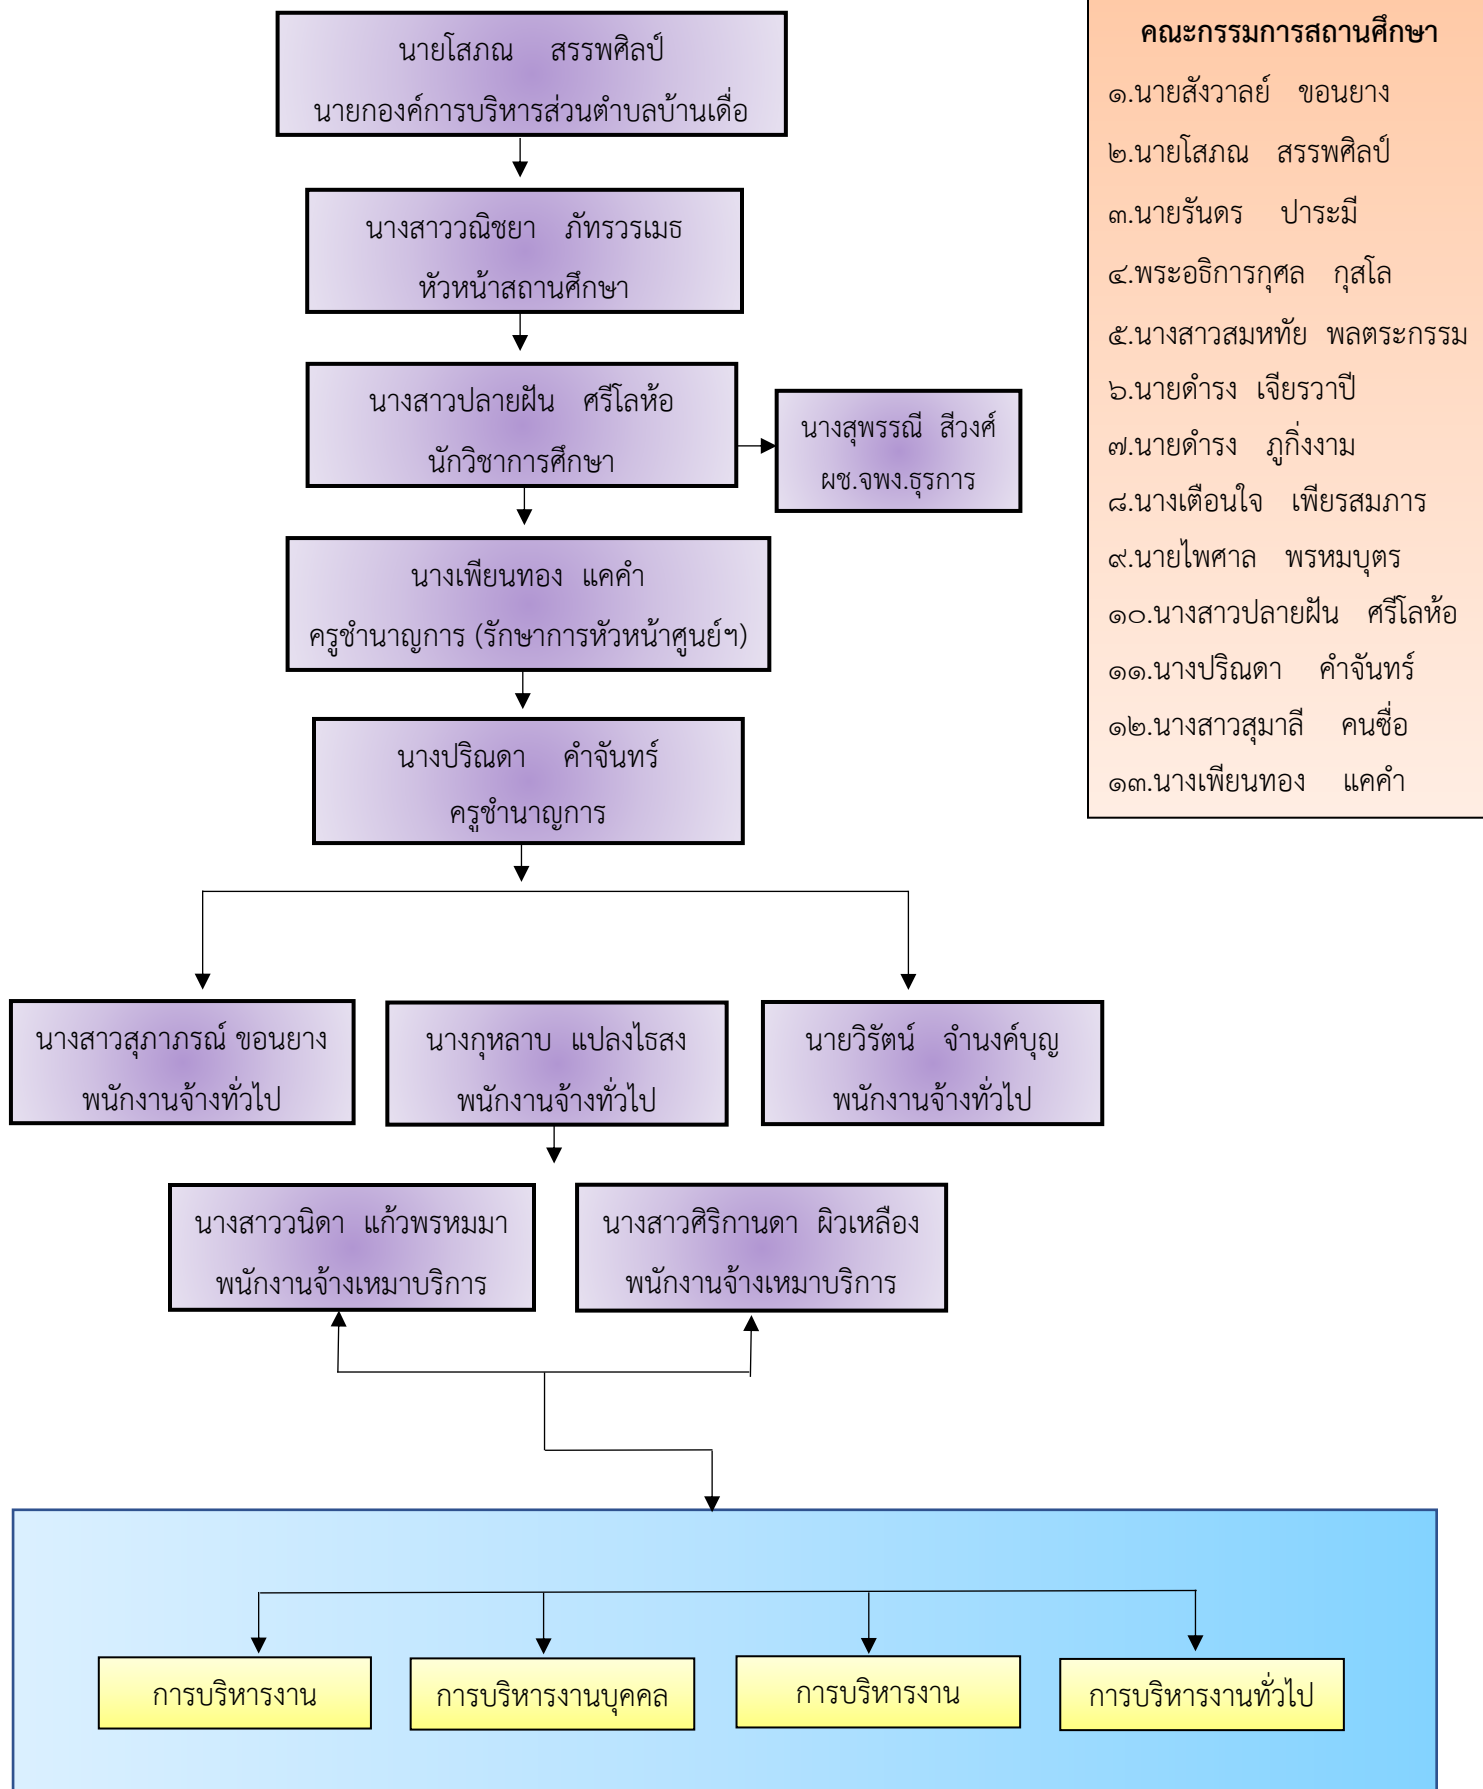 นายโสภณ สรรพศิลป์
นายกองค์การบริหารส่วนตำบลบ้านเดื่อ
นางสาววณิชยา ภัทรวรเมธ
หัวหน้าสถานศึกษา
นางสาวปลายฝัน ศรีโลห้อ
นักวิชาการศึกษา
นางสุพรรณี สีวงศ์
ผช.จพง.ธุรการ
นางเพียนทอง แคคำ
ครูชำนาญการ (รักษาการหัวหน้าศูนย์ฯ)
นางปริณดา คำจันทร์
ครูชำนาญการ
นางสาวสุภาภรณ์ ขอนยาง
พนักงานจ้างทั่วไป
นางกุหลาบ แปลงไธสง
พนักงานจ้างทั่วไป
นายวิรัตน์ จำนงค์บุญ
พนักงานจ้างทั่วไป
นางสาววนิดา แก้วพรหมมา
พนักงานจ้างเหมาบริการ
นางสาวศิริกานดา ผิวเหลือง
พนักงานจ้างเหมาบริการ
การบริหารงาน
การบริหารงานบุคคล
การบริหารงาน
การบริหารงานทั่วไป
คณะกรรมการสถานศึกษา
๑.นายสังวาลย์ ขอนยาง
๒.นายโสภณ สรรพศิลป์
๓.นายรันดร ปาระมี
๔.พระอธิการกุศล กุสโล
๕.นางสาวสมหทัย พลตระกรรม
๖.นายดำรง เจียรวาปี
๗.นายดำรง ภูกิ่งงาม
๘.นางเตือนใจ เพียรสมภาร
๙.นายไพศาล พรหมบุตร
๑๐.นางสาวปลายฝัน ศรีโลห้อ
๑๑.นางปริณดา คำจันทร์
๑๒.นางสาวสุมาลี คนซื่อ
๑๓.นางเพียนทอง แคคำ